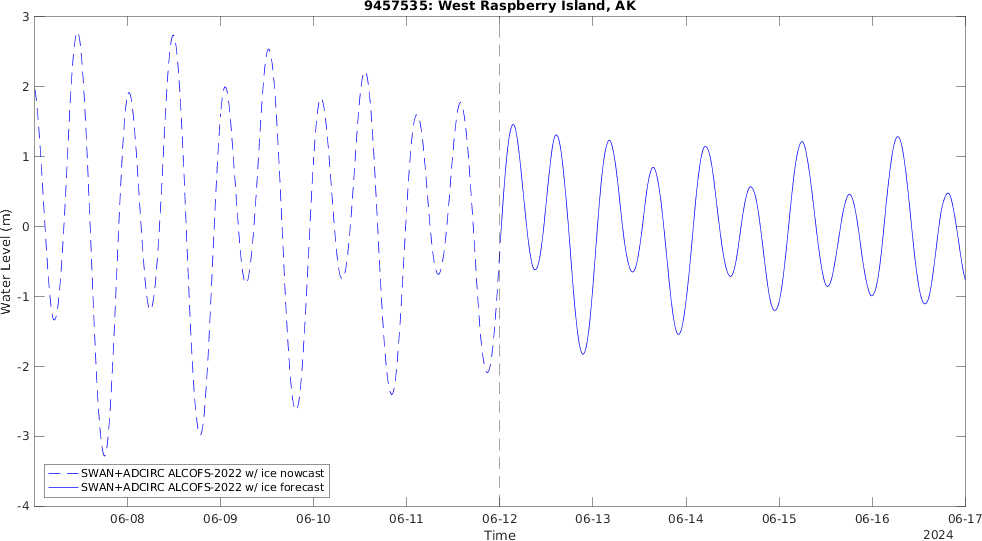 9457535: West Raspberry Island, AK
3
2
1
0
-1
-2
-3
-4
Water Level (m)
SWAN+ADCIRC ALCOFS-2022 w/ ice nowcast
SWAN+ADCIRC ALCOFS-2022 w/ ice forecast
06-08 06-09 06-10 06-11 06-12 06-13 06-14 06-15 06-16 06-17
Time
2024